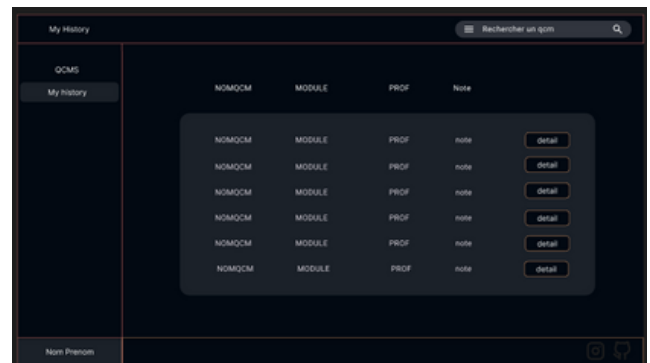 My History
Rechercher un qcm
QCMS
My history
NOMQCM MODULE PROF Note
NOMQCM MODULE PROF note detail
NOMQCM MODULE PROF note detail
NOMQCM MODULE PROF note detail
NOMQCM MODULE PROF note detail
NOMQCM MODULE PROF note detail
NOMQCM MODULE PROF note detail
Nom Prenom